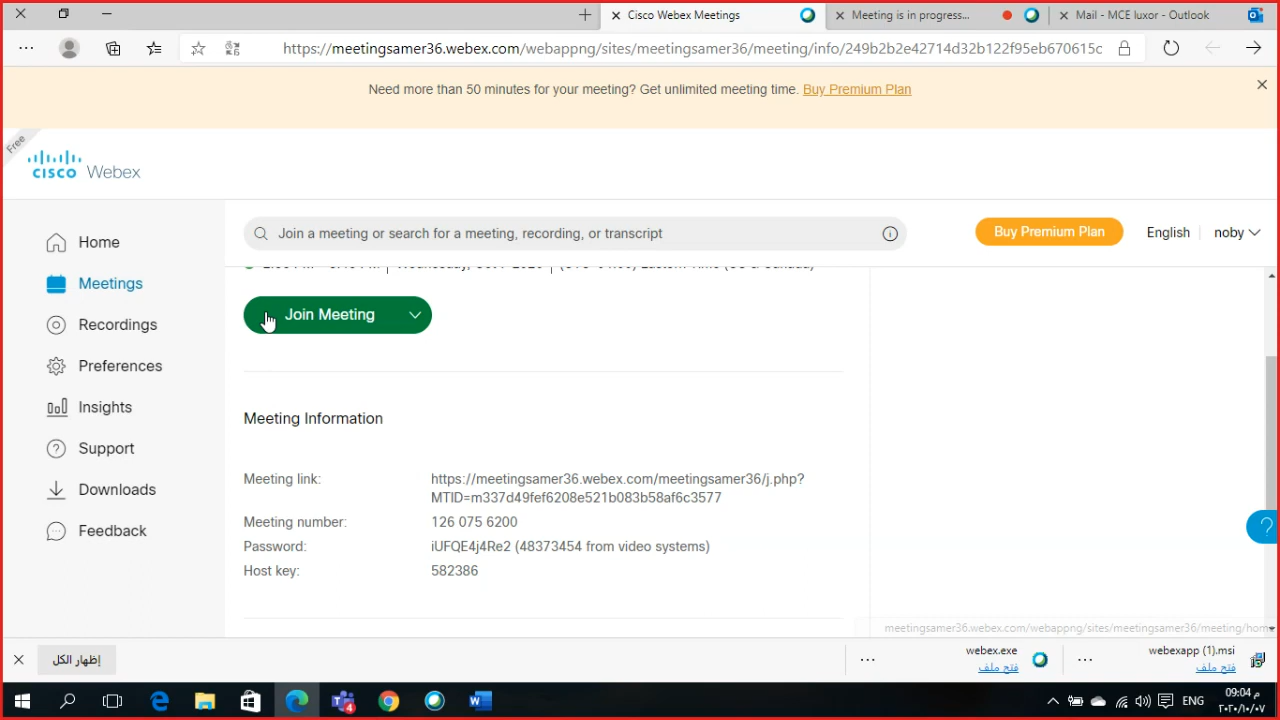 Cisco Webex Meetings
Meeting is in progress...
Mail - MCE luxor - Outlook
https://meetingsamer36.webex.com/webappng/sites/meetingsamer36/meeting/info/249b2b2e42714d32b122f95eb670615c
Need more than 50 minutes for your meeting? Get unlimited meeting time. Buy Premium Plan
Free
CISCO Webex
Join a meeting or search for a meeting, recording, or transcript
Buy Premium Plan
English
noby
Home
Meetings
Recordings
Preferences
Insights
Support
Downloads
Feedback
Join Meeting
Meeting Information
Meeting link: https://meetingsamer36.webex.com/meetingsamer36/j.php?
MTID=m337d49fef6208e521b083b58af6c3577
Meeting number: 126 075 6200
Password: iUFQE4j4Re2 (48373454 from video systems)
Host key: 582386
meetingsamer36.webex.com/webappng/sites/meetingsamer36/meeting/home
إظهار الكل
webex.exe
فتح ملف
webexapp (1).msi
فتح ملف
ENG
09:04 م
٢٠٢٠/١٠/٠٧